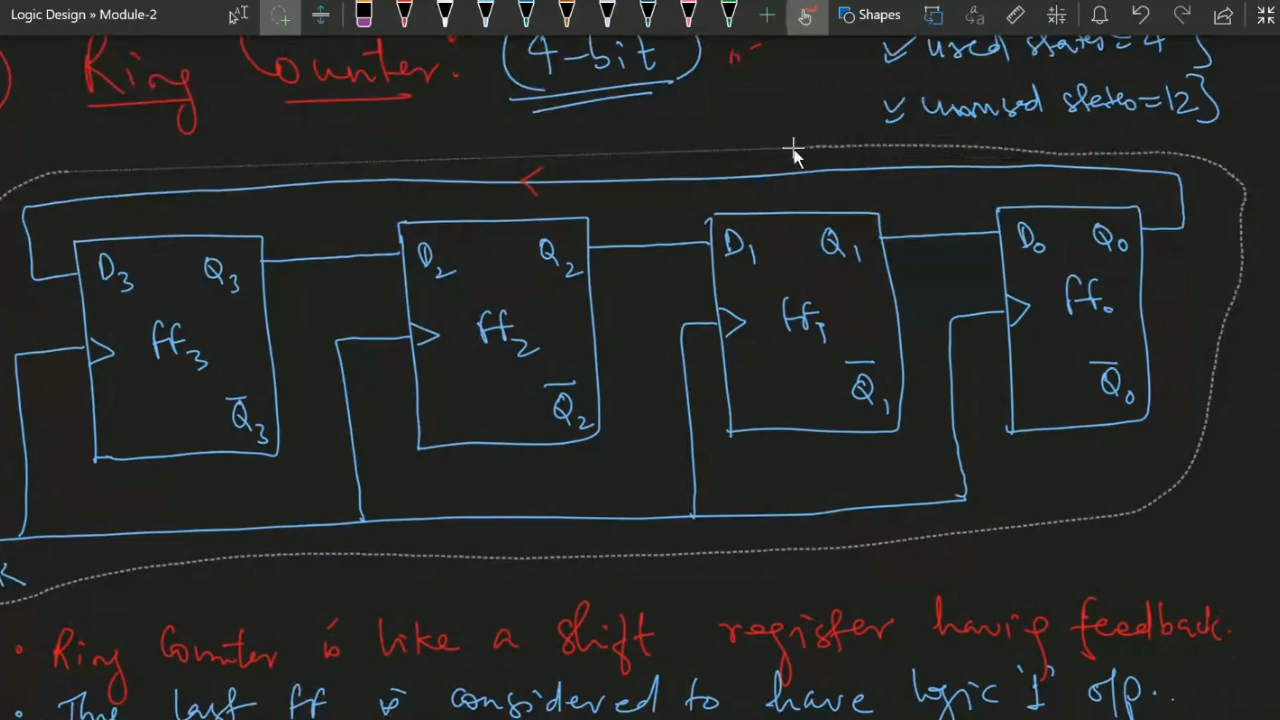 Logic Design » Module-2
Shapes
Ring Counter: (4-bit)
used states=4
unused states=12
D3 Q3 D2 Q2 D1 Q1 D0 Q0
ff3 ff2 ff1 ff0
Q̅3 Q̅2 Q̅1 Q̅0
K
• Ring Counter is like a shift register having feedback.
• The last ff is considered to have logic '1' o/p..